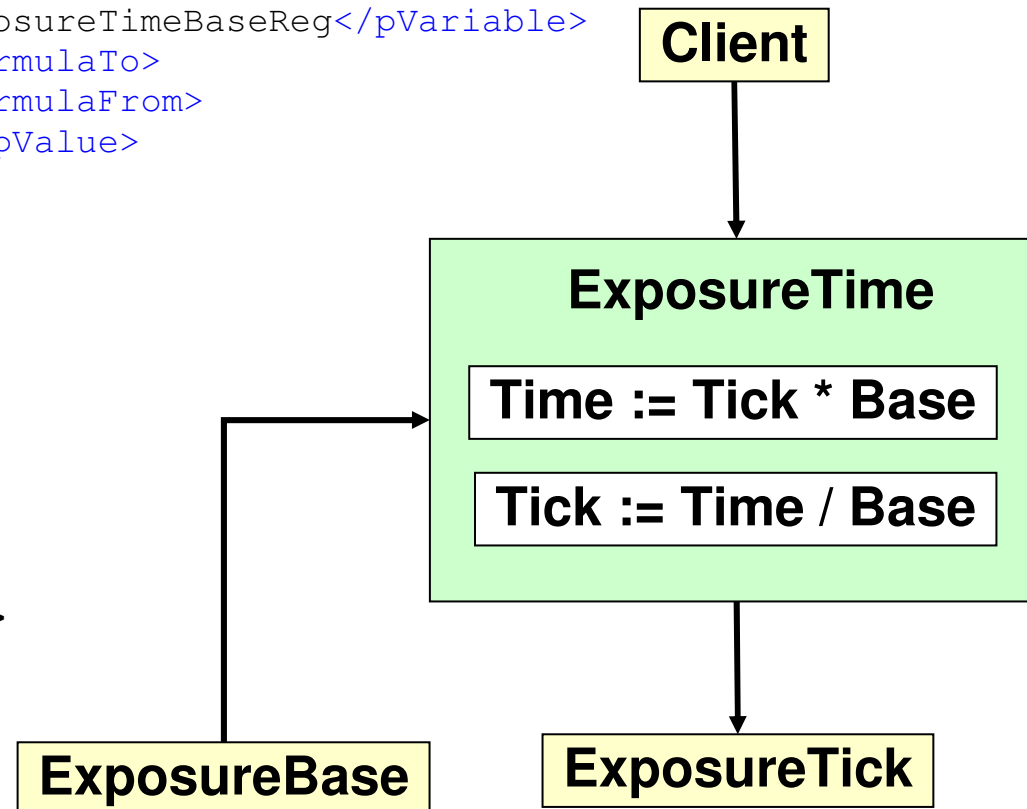 osureTimeBaseReg</pVariable>
rmulaTo>
rmulaFrom>
pValue>
Client
ExposureTime
Time := Tick * Base
Tick := Time / Base
>
ExposureBase
ExposureTick